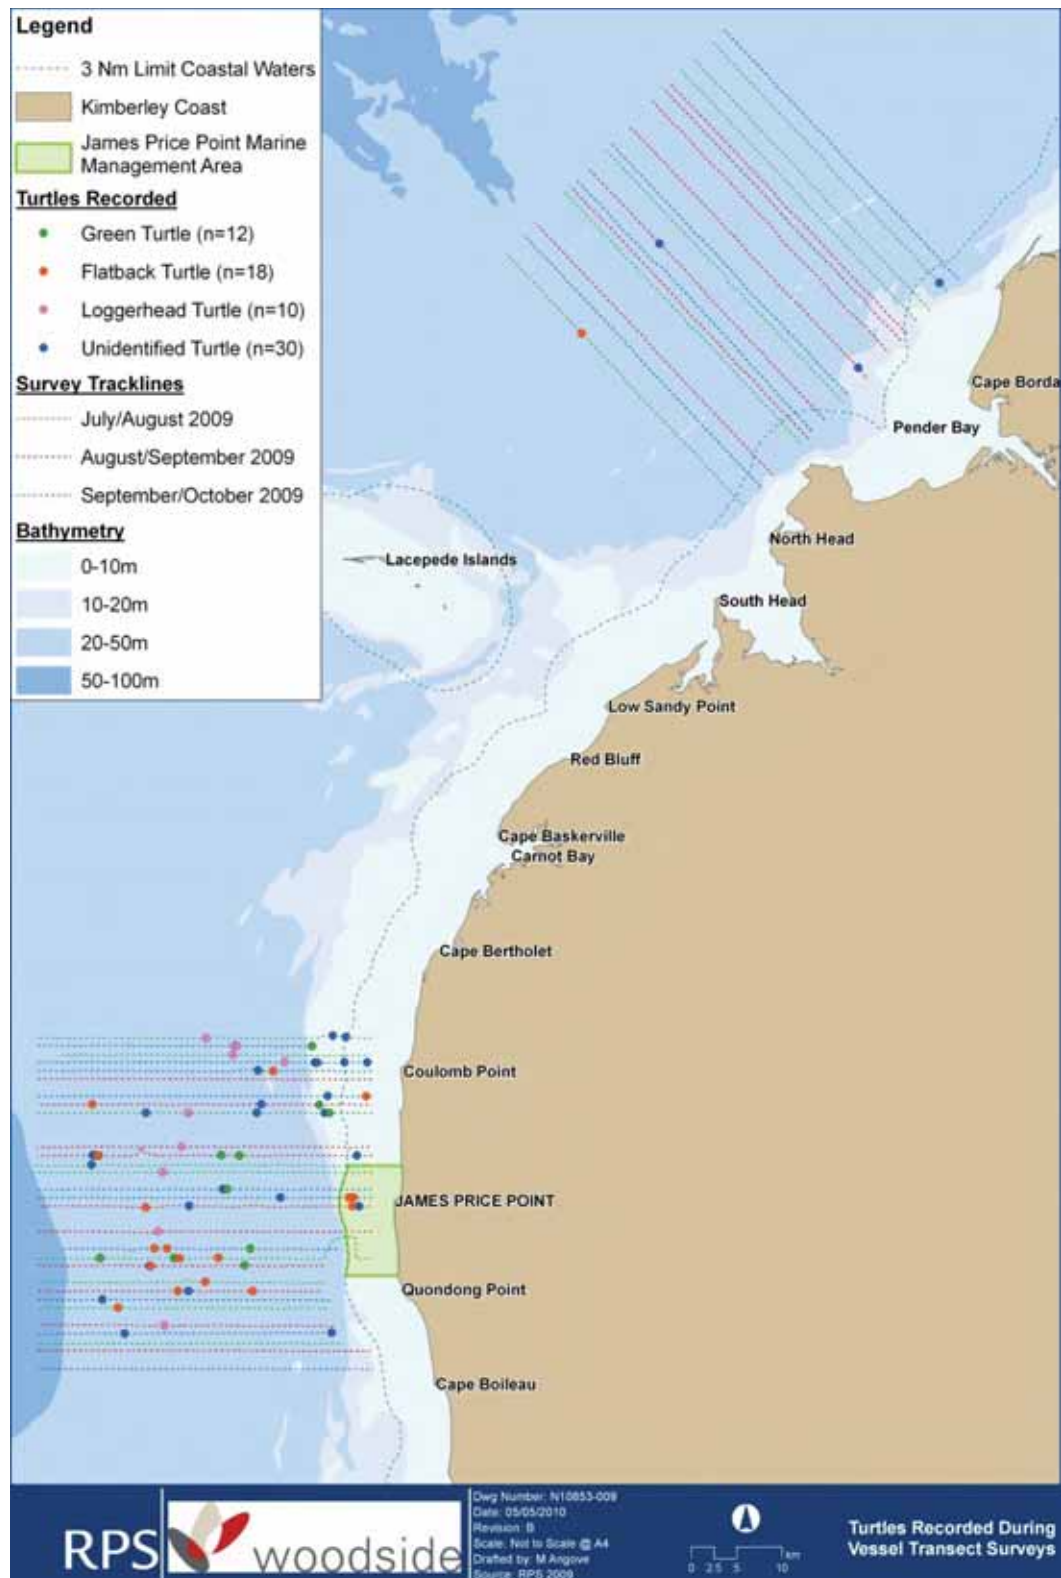 Legend
3 Nm Limit Coastal Waters
Kimberley Coast
James Price Point Marine
Management Area
Turtles Recorded
Green Turtle (n=12)
Flatback Turtle (n=18)
Loggerhead Turtle (n=10)
Unidentified Turtle (n=30)
Survey Tracklines
July/August 2009
August/September 2009
September/October 2009
Bathymetry
0-10m
10-20m
20-50m
50-100m
Cape Borda
Pender Bay
North Head
Lacepede Islands
South Head
Low Sandy Point
Red Bluff
Cape Baskerville
Carnot Bay
Cape Bertholet
Coulomb Point
JAMES PRICE POINT
Quondong Point
Cape Boileau
RPS
woodside
Dwg Number: N10853-009
Date: 05/05/2010
Revision: B
Scale: Not to Scale @ A4
Drafted by: M Angove
Source: RPS 2009
km
0 2.5 5 10
Turtles Recorded During
Vessel Transect Surveys